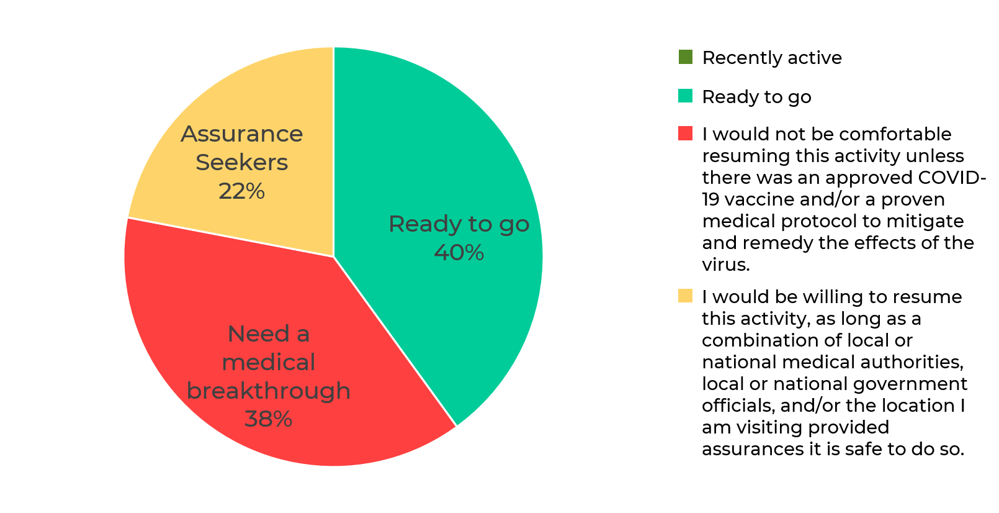 Assurance
Seekers
22%
Ready to go
40%
Need a
medical
breakthrough
38%
Recently active
Ready to go
I would not be comfortable
resuming this activity unless
there was an approved COVID-
19 vaccine and/or a proven
medical protocol to mitigate
and remedy the effects of the
virus.
I would be willing to resume
this activity, as long as a
combination of local or
national medical authorities,
local or national government
officials, and/or the location I
am visiting provided
assurances it is safe to do so.